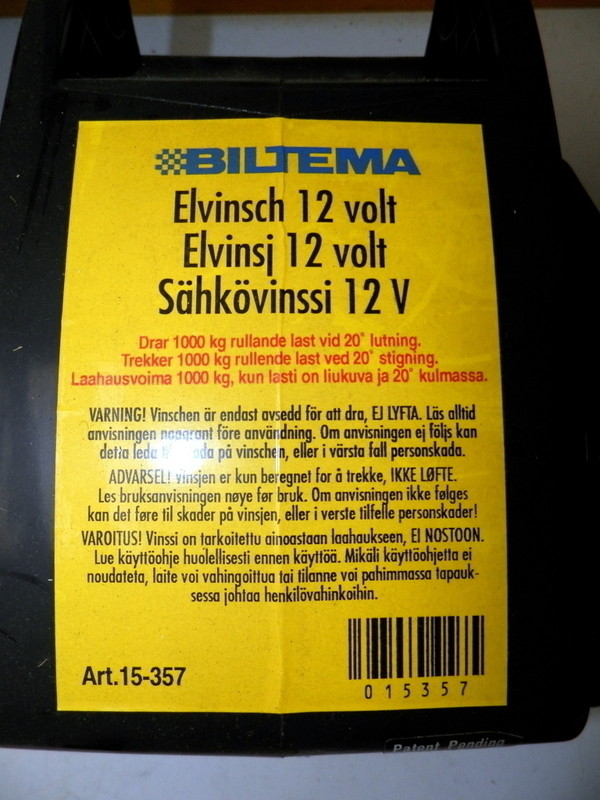 BILTEMA
Elvinsch 12 volt
Elvinsj 12 volt
Sähkövinssi 12 V
Drar 1000 kg rullande last vid 20° lutning.
Trekker 1000 kg rullende last ved 20° stigning.
Laahausvoima 1000 kg, kun lasti on liukuva ja 20° kulmassa.
VARNING! Vinschen är endast avsedd för att dra, EJ LYFTA. Läs alltid
anvisningen noggrant före användning. Om anvisningen ej följs kan
detta leda på vinschen, eller i värsta fall personskada.
ADVARSEL! Vinsjen er kun beregnet for å trekke, IKKE LØFTE.
Les bruksanvisningen nøye før bruk. Om anvisningen ikke følges
kan det føre til skader på vinsjen, eller i verste tilfelle personskader!
VAROITUS! Vinssi on tarkoitettu ainoastaan laahaukseen, EI NOSTOON.
Lue käyttöohje huolellisesti ennen käyttöä. Mikäli käyttöohjetta ei
noudateta, laite voi vahingoittua tai tilanne voi pahimmassa tapauk-
sessa johtaa henkilövahinkoihin.
Art.15-357
015357
Patent Pending